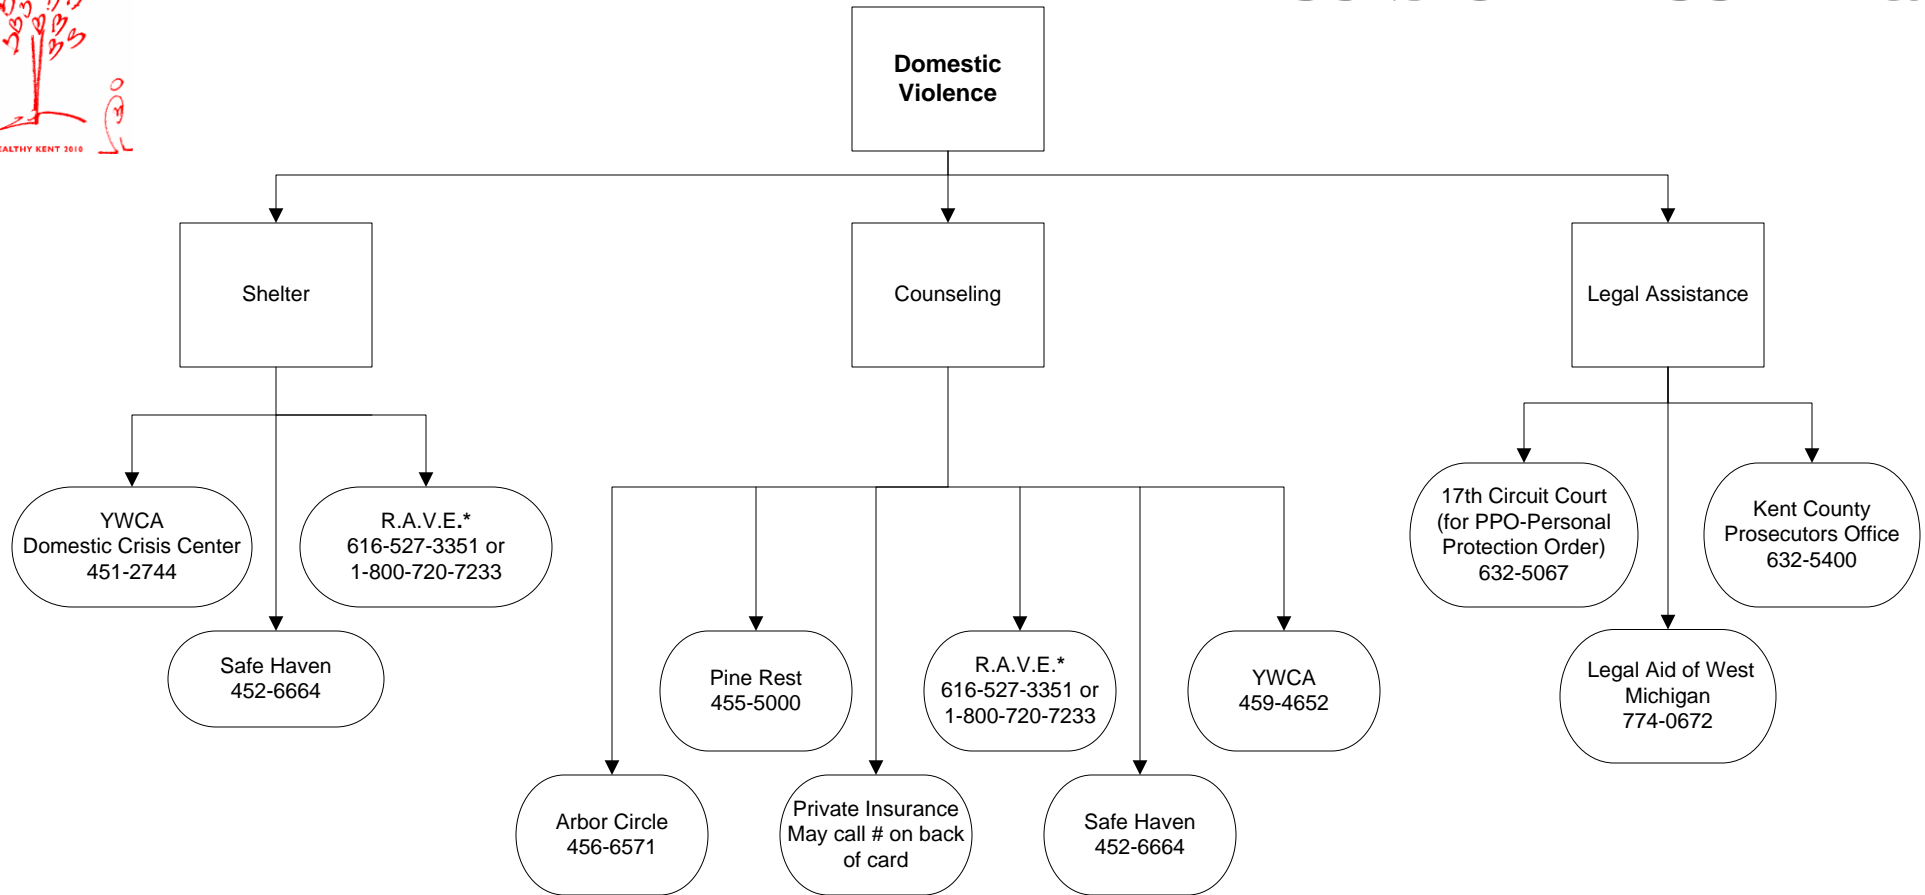 Domestic
Violence
Shelter
Counseling
Legal Assistance
YWCA
Domestic Crisis Center
451-2744
R.A.V.E.*
616-527-3351 or
1-800-720-7233
Safe Haven
452-6664
Pine Rest
455-5000
R.A.V.E.*
616-527-3351 or
1-800-720-7233
YWCA
459-4652
Arbor Circle
456-6571
Private Insurance
May call # on back
of card
Safe Haven
452-6664
17th Circuit Court
(for PPO-Personal
Protection Order)
632-5067
Kent County
Prosecutors Office
632-5400
Legal Aid of West
Michigan
774-0672
KENT 2010